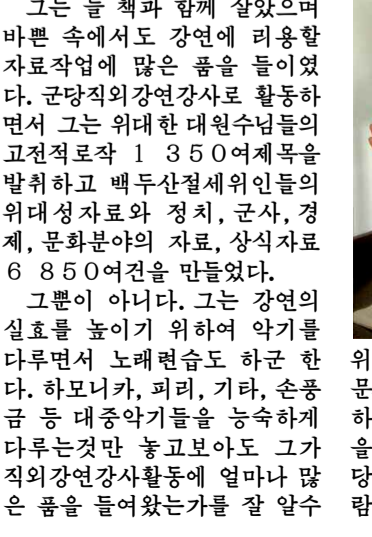 그는 늘 책과 함께 살았으며
바쁜 속에서도 강연에 리용할
자료작업에 많은 품을 들이였
다. 군당직외강연강사로 활동하
면서 그는 위대한 대원수님들의
고전적로작 1 350여제목을
발취하고 백두산절세위인들의
위대성자료와 정치, 군사, 경
제, 문화분야의 자료, 상식자료
6 850여건을 만들었다.
그뿐이 아니다. 그는 강연의
실효를 높이기 위하여 악기를
다루면서 노래련습도 하군 한
다. 하모니카, 피리, 기타, 손풍
금 등 대중악기들을 능숙하게
다루는것만 놓고보아도 그가
직외강연강사활동에 얼마나 많
은 품을 들여왔는가를 잘 알수
위
문
하
을
당
람